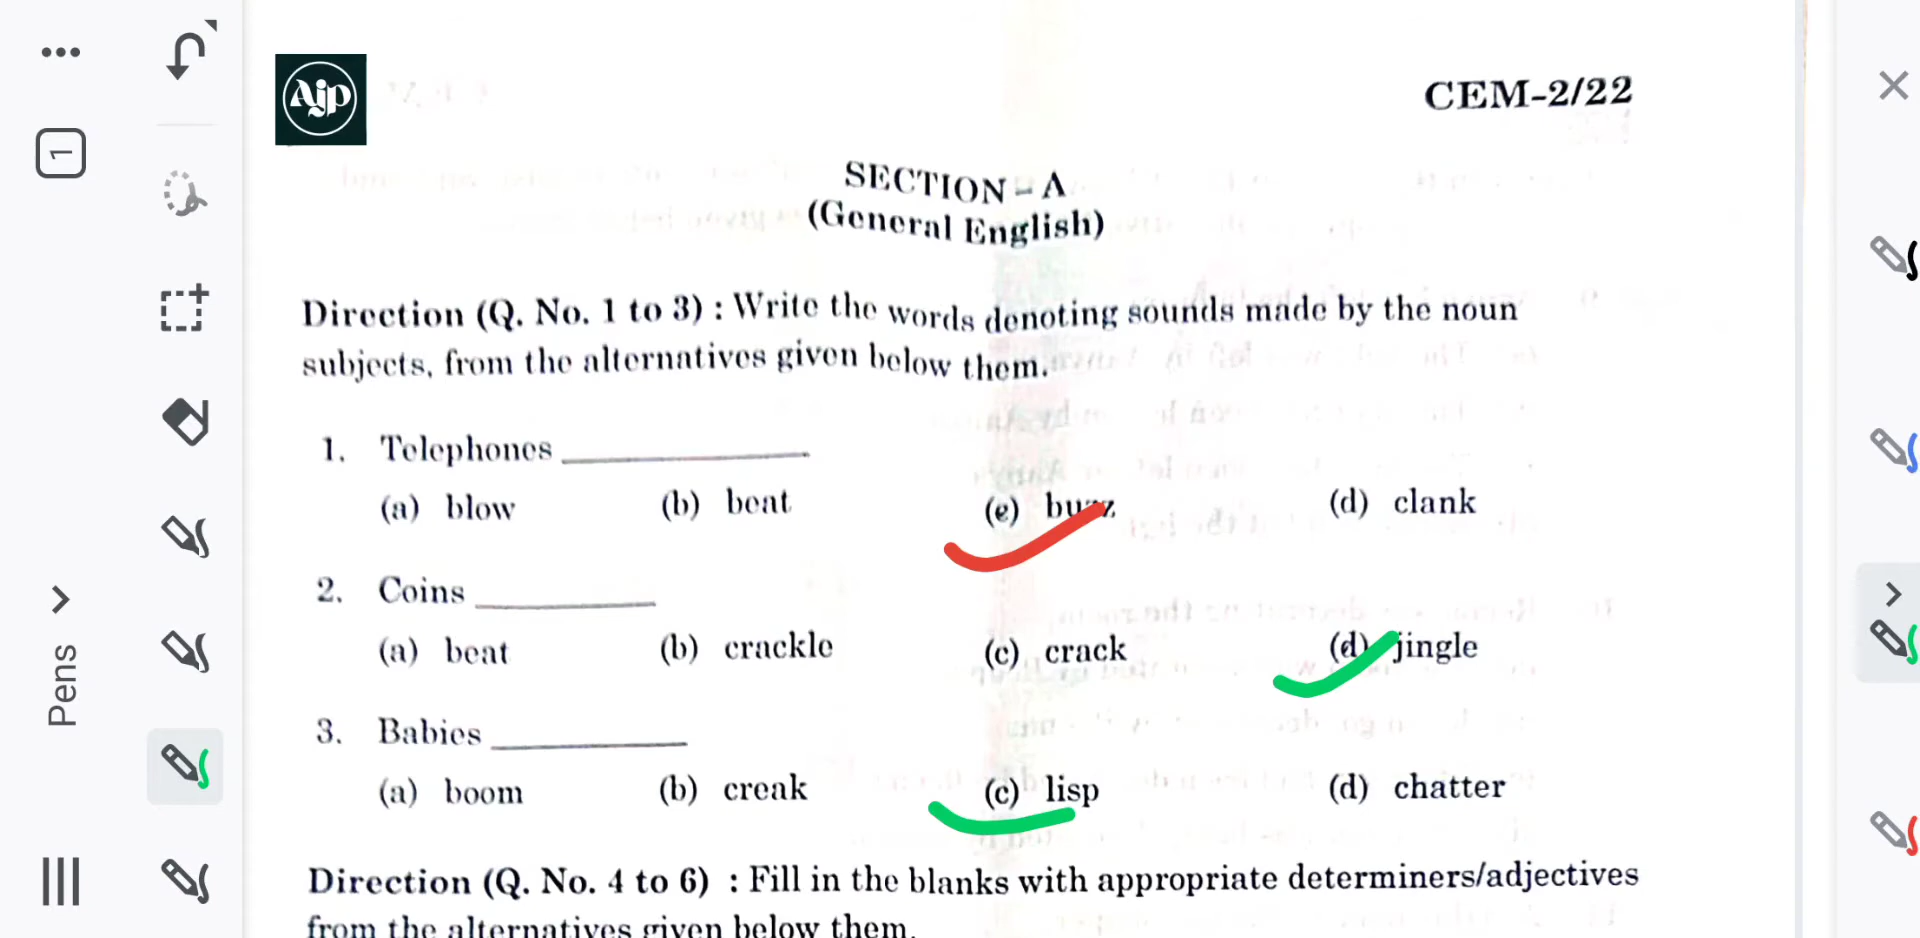 Ajp
CEM-2/22
SECTION – A
(General English)
Direction (Q. No. 1 to 3) : Write the words denoting sounds made by the noun
subjects, from the alternatives given below them.
1. Telephones
(a) blow (b) beat (c) buzz (d) clank
2. Coins
(a) beat (b) crackle (c) crack (d) jingle
3. Babies
(a) boom (b) creak (c) lisp (d) chatter
Direction (Q. No. 4 to 6) : Fill in the blanks with appropriate determiners/adjectives
from the alternatives given below them.
Pens
1